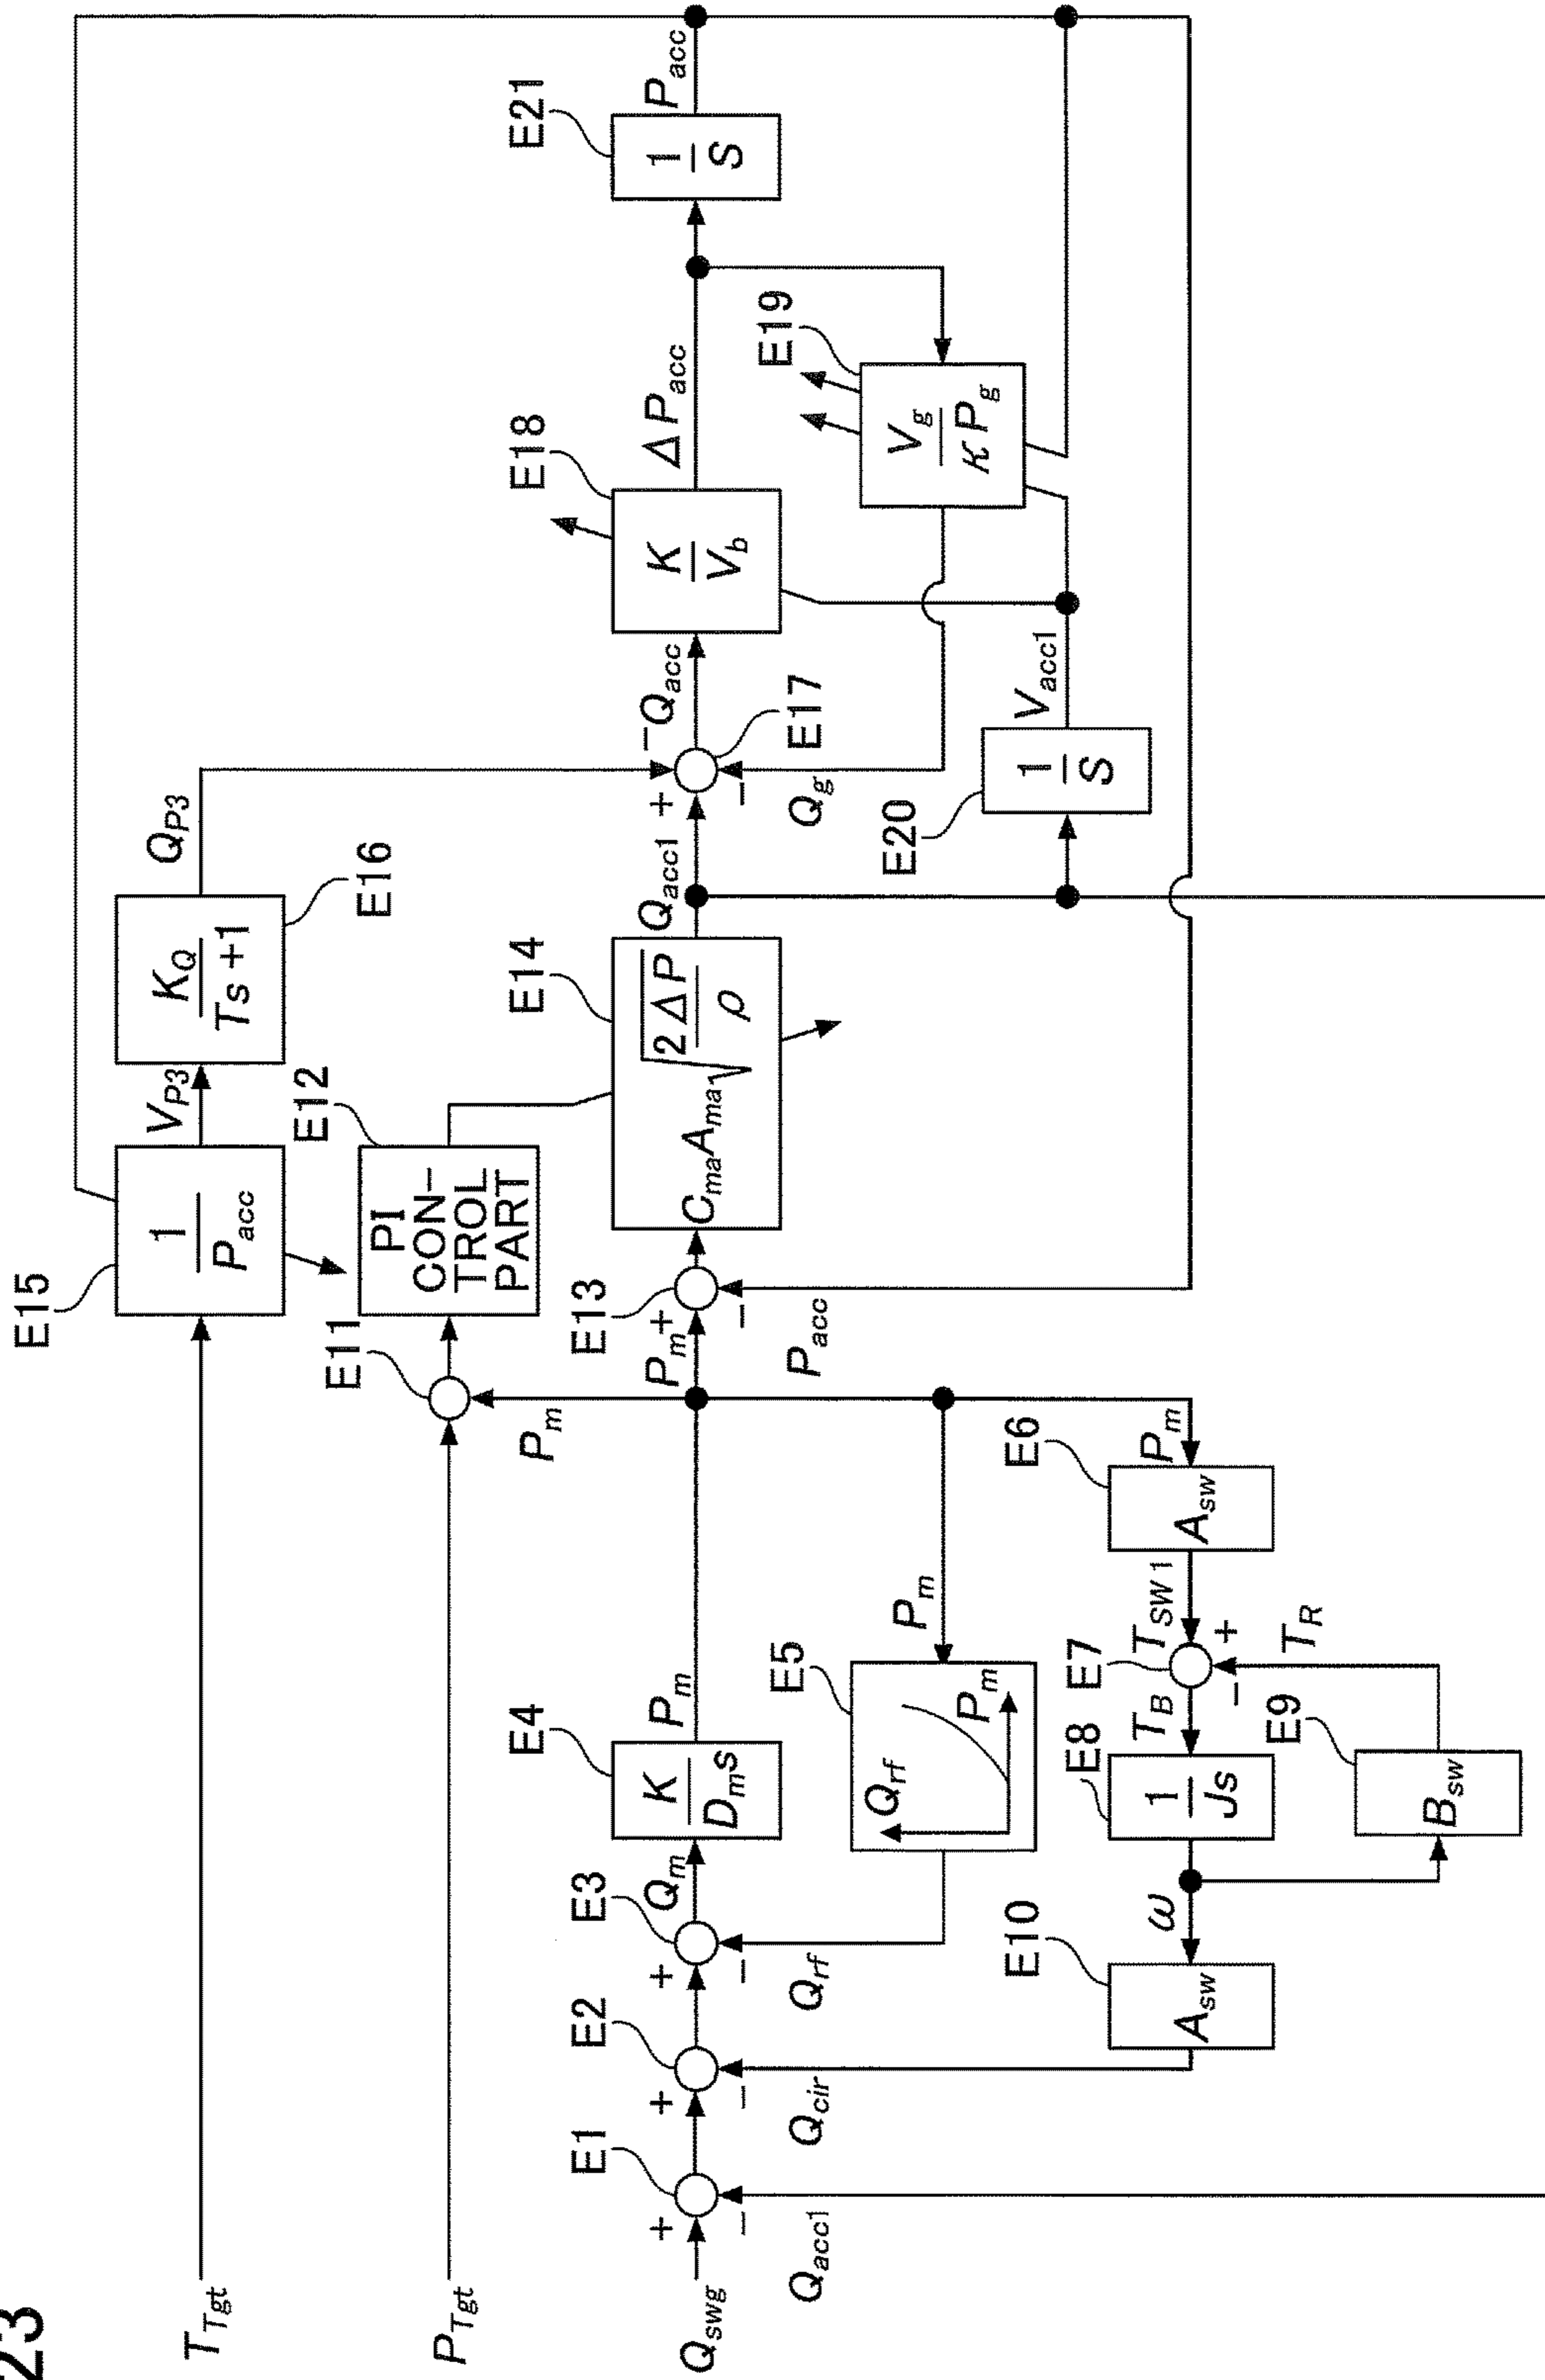 23
T_Tgt
E15
1
P_acc
V_P3
K_Q
Ts+1
E16
Q_P3
P_Tgt
E11
P_m
E12
PI
CON-
TROL
PART
Q_swg
+
−
Q_acc1
E1
+
−
Q_cir
E2
+
−
Q_rf
E3
Q_m
E4
K
D_m s
P_m
P_m
+
−
P_acc
E13
E14
C_ma A_ma √
2ΔP
ρ
Q_acc1
+
−
−
Q_g
E17
Q_acc
E18
K
V_b
ΔP_acc
E21
1
S
P_acc
E5
Q_rf
P_m
P_m
E19
V_g
κP_g
E20
1
S
V_acc1
E10
A_sw
ω
E8
1
Js
T_B
E7
T_SW1
+
−
T_R
E6
A_sw
P_m
E9
B_sw